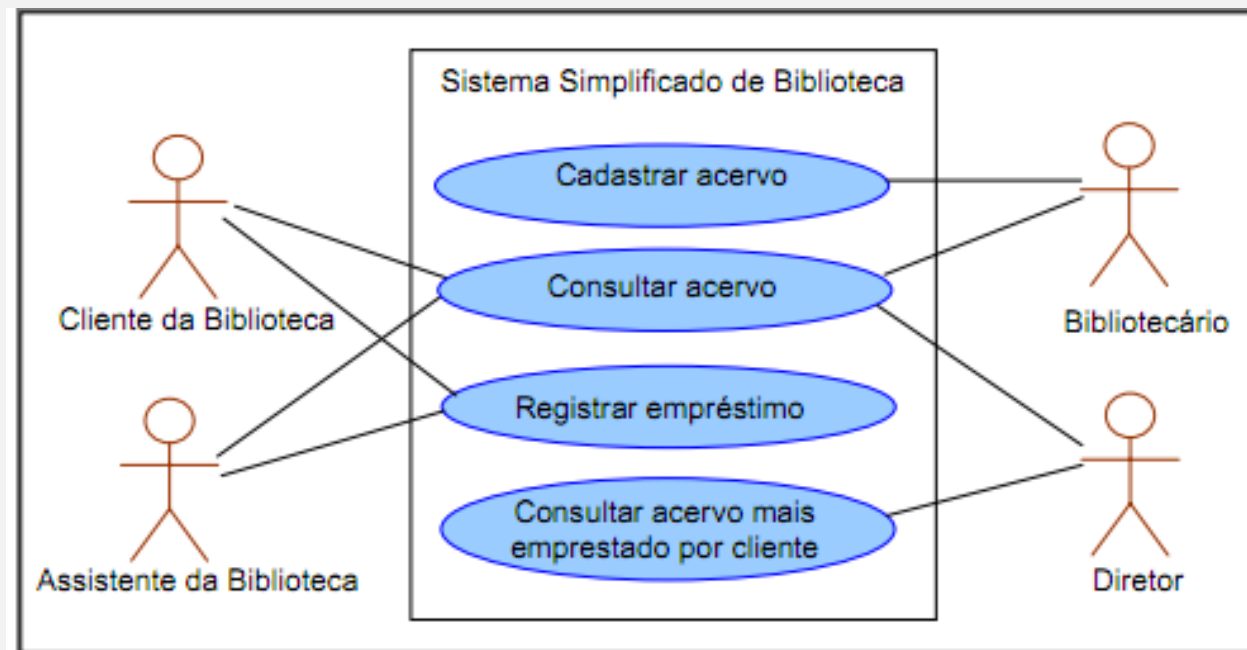 Sistema Simplificado de Biblioteca
Cadastrar acervo
Consultar acervo
Cliente da Biblioteca
Bibliotecário
Registrar empréstimo
Consultar acervo mais
emprestado por cliente
Assistente da Biblioteca
Diretor